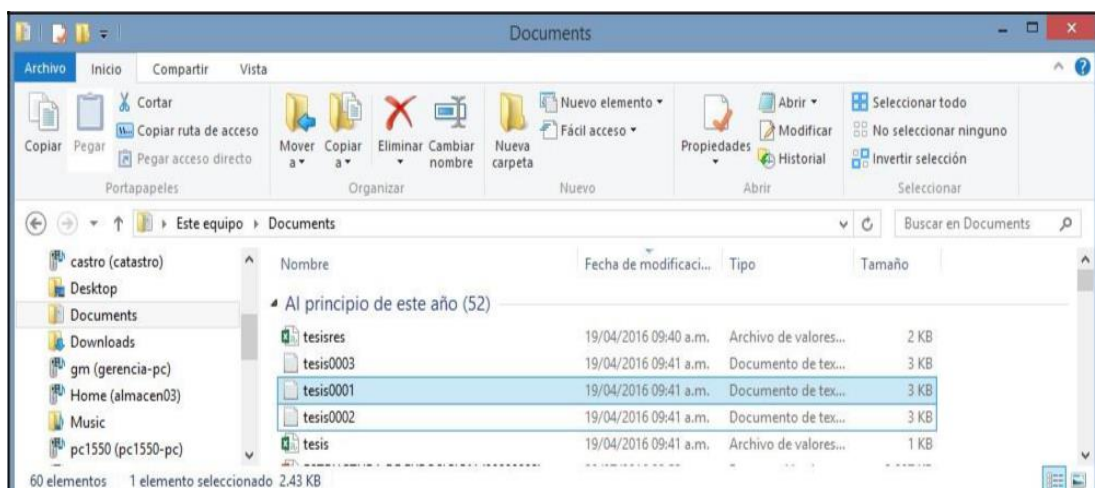 Documents
Archivo Inicio Compartir Vista
Copiar
Pegar
Cortar
Copiar ruta de acceso
Pegar acceso directo
Portapapeles
Mover a
Copiar a
Eliminar
Cambiar nombre
Organizar
Nueva carpeta
Nuevo elemento
Fácil acceso
Nuevo
Propiedades
Abrir
Modificar
Historial
Abrir
Seleccionar todo
No seleccionar ninguno
Invertir selección
Seleccionar
Este equipo Documents
Buscar en Documents
castro (catastro)
Desktop
Documents
Downloads
gm (gerencia-pc)
Home (almacen03)
Music
pc1550 (pc1550-pc)
Nombre Fecha de modificaci... Tipo Tamaño
Al principio de este año (52)
tesisres 19/04/2016 09:40 a.m. Archivo de valores... 2 KB
tesis0003 19/04/2016 09:41 a.m. Documento de tex... 3 KB
tesis0001 19/04/2016 09:41 a.m. Documento de tex... 3 KB
tesis0002 19/04/2016 09:41 a.m. Documento de tex... 3 KB
tesis 19/04/2016 09:41 a.m. Archivo de valores... 1 KB
60 elementos 1 elemento seleccionado 2.43 KB